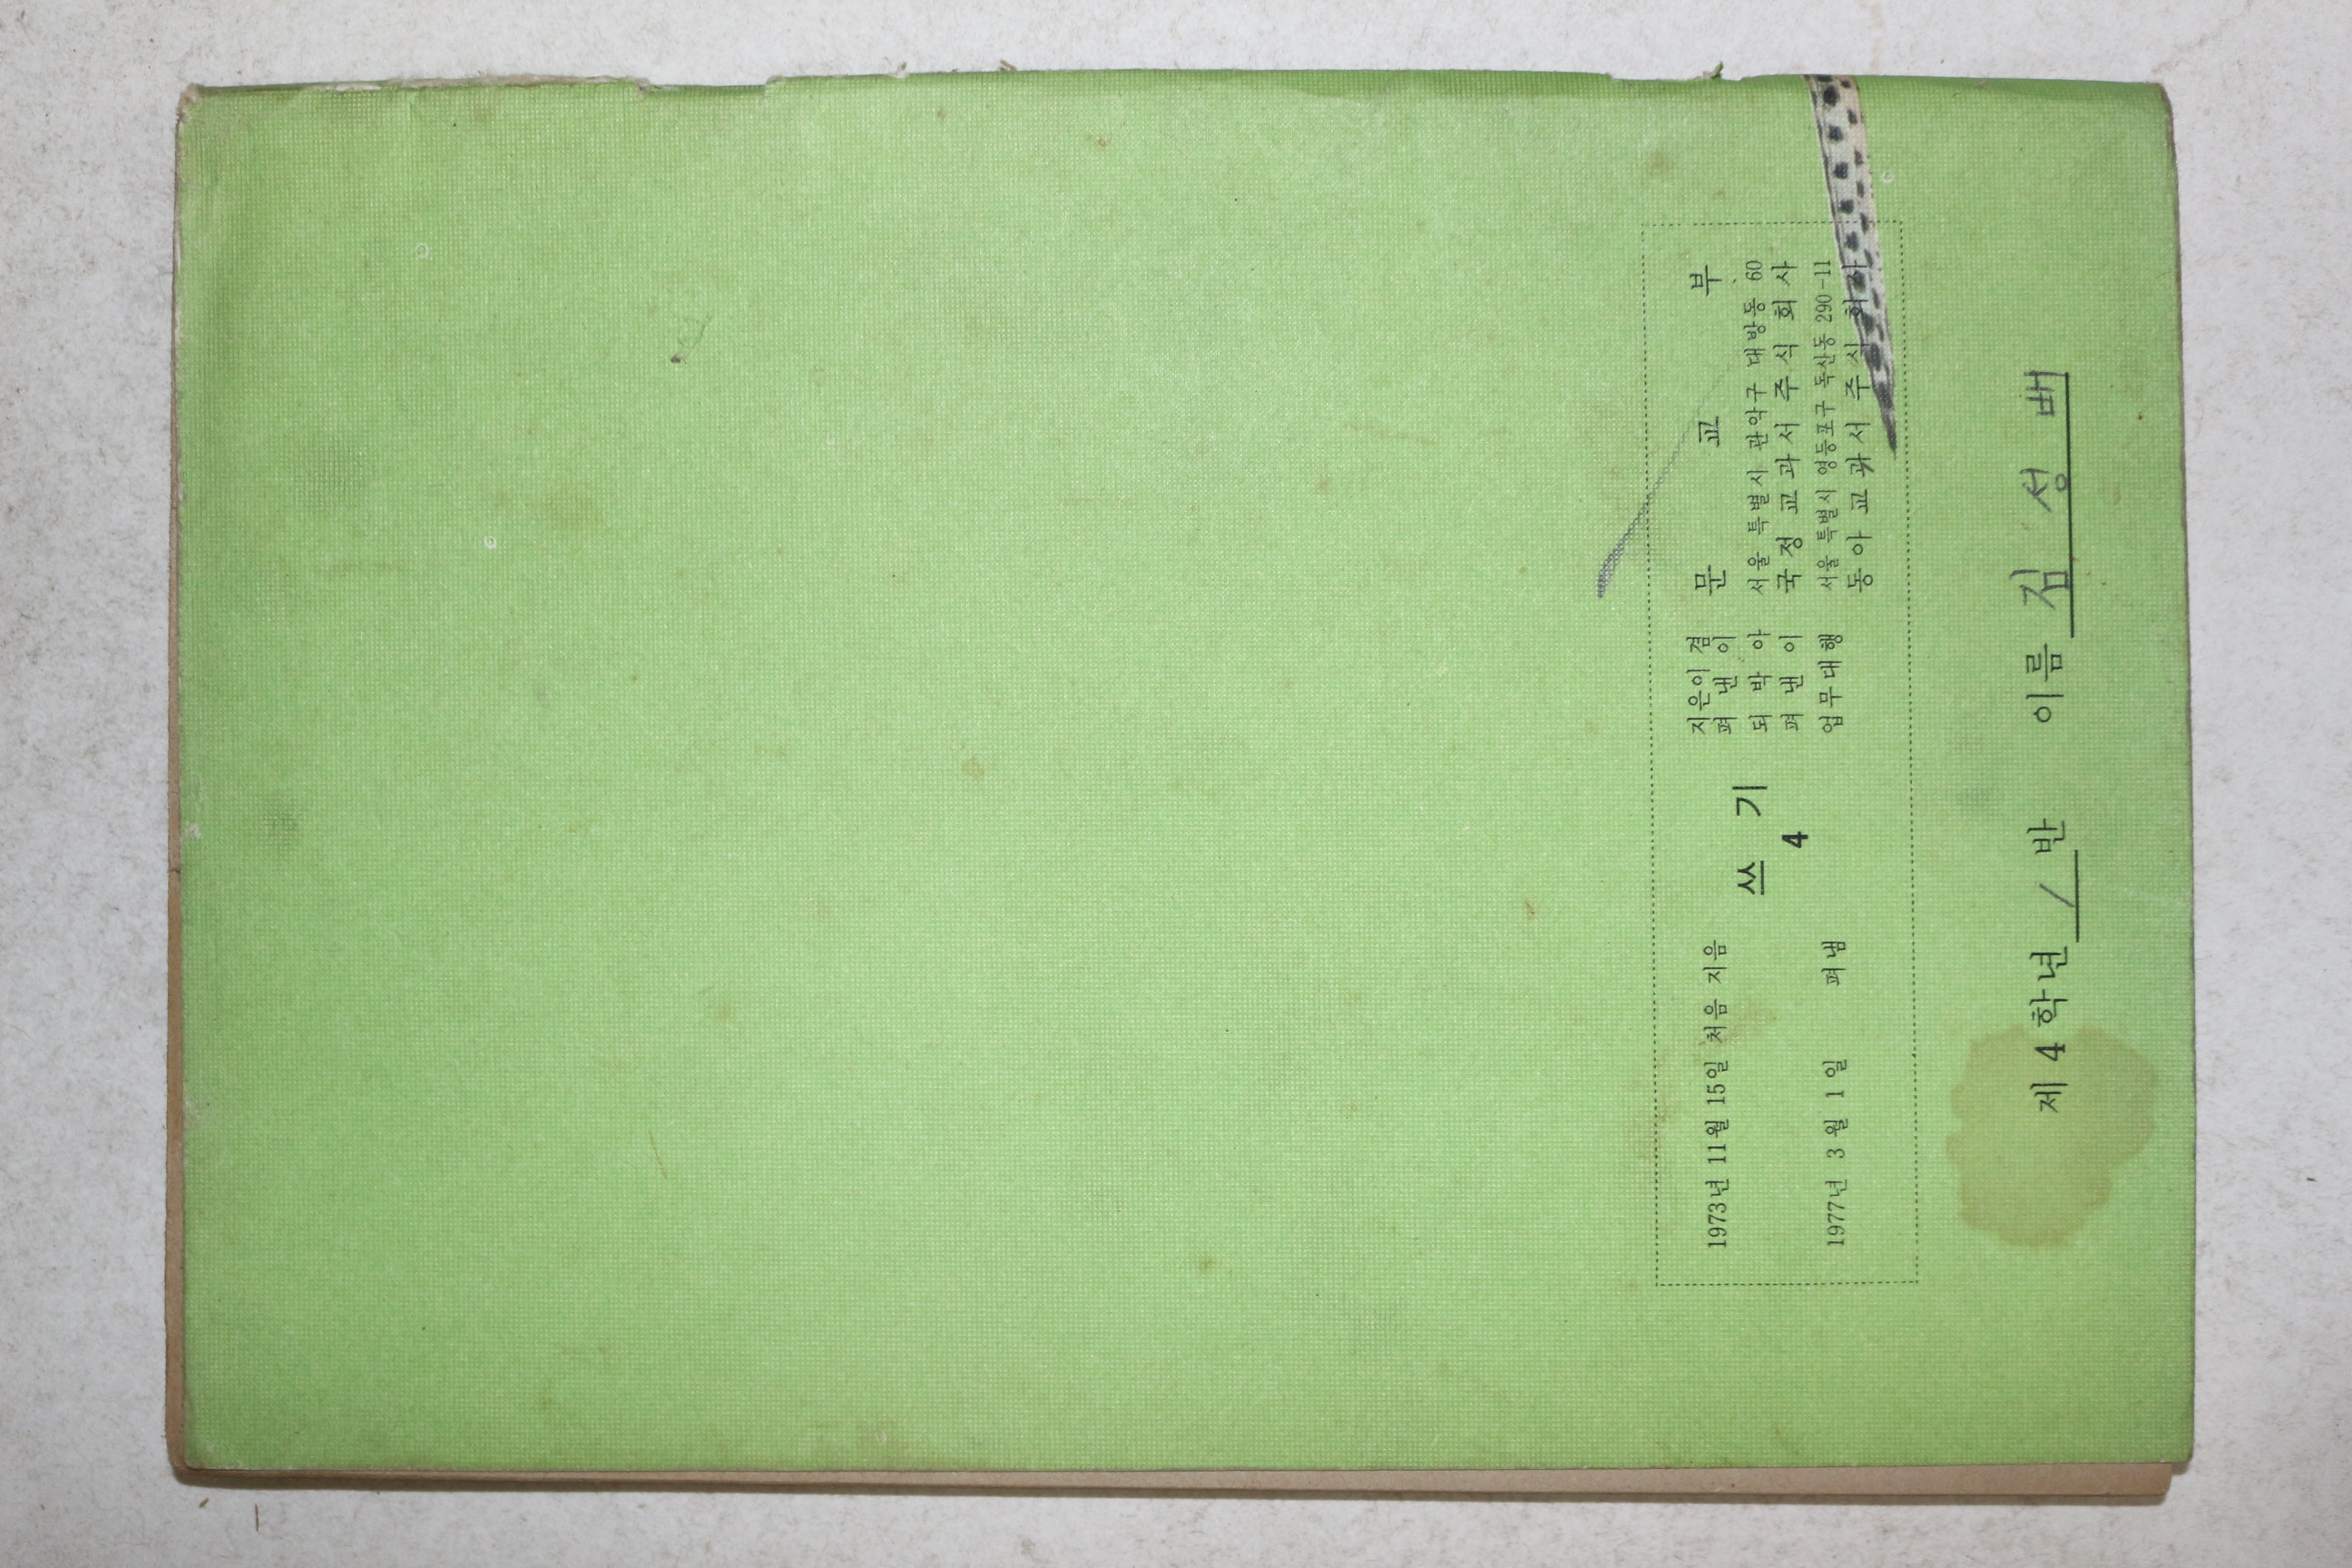 1973년 11월 15일 처음 지음
1977년 3월 1일 펴냄
쓰 기
4
지은이 겸
펴 낸 이
문 교 부
되 박 아
서울 특별시 관악구 대방동 60
펴 낸 이
국 정 교 과 서 주 식 회 사
업무대행
서울 특별시 영등포구 독산동 290-11
동 아 교 과 서 주 식 회 사
제 4 학년 1 반 이름 김 성 배